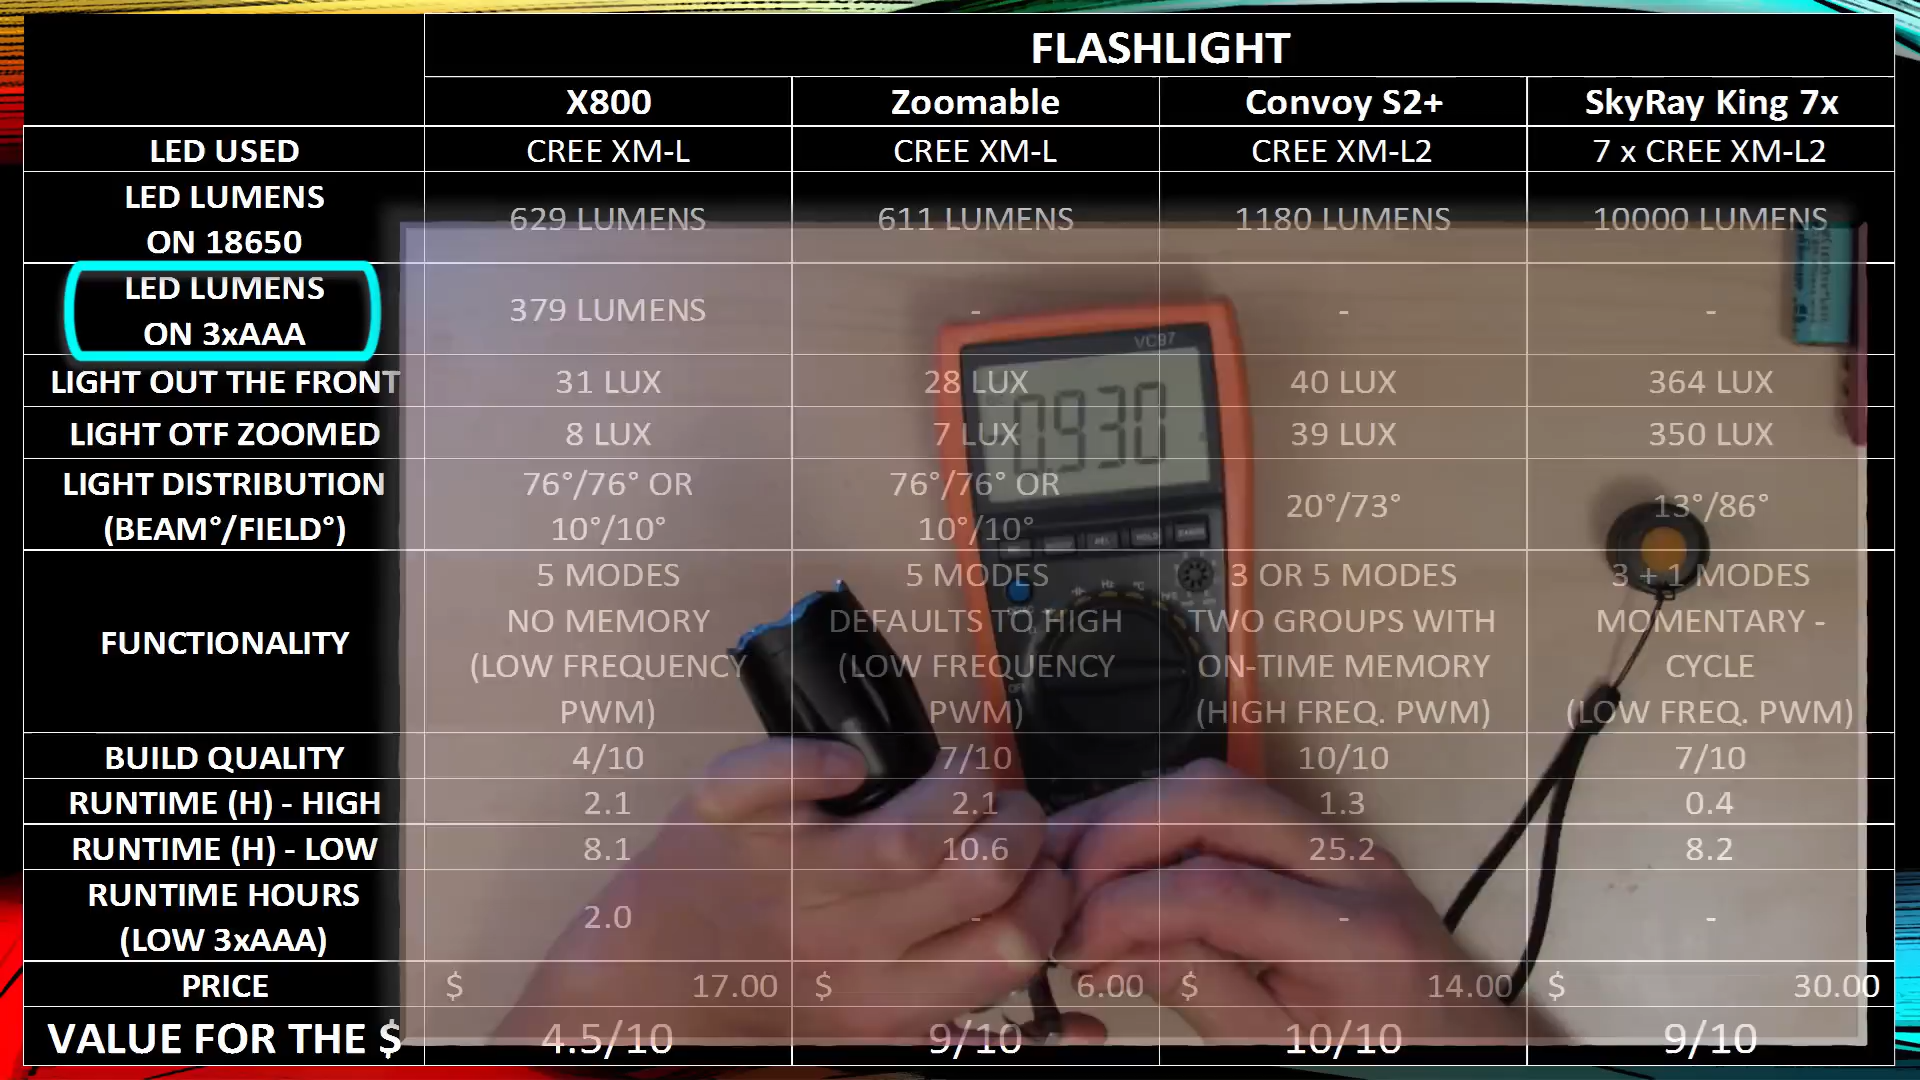 FLASHLIGHT
X800 Zoomable Convoy S2+ SkyRay King 7x
LED USED CREE XM-L CREE XM-L CREE XM-L2 7 x CREE XM-L2
LED LUMENS
ON 18650 629 LUMENS 611 LUMENS 1180 LUMENS 10000 LUMENS
LED LUMENS
ON 3xAAA 379 LUMENS - - -
LIGHT OUT THE FRONT 31 LUX 28 LUX 40 LUX 364 LUX
LIGHT OTF ZOOMED 8 LUX 7 LUX 39 LUX 350 LUX
LIGHT DISTRIBUTION 76°/76° OR 76°/76° OR
(BEAM°/FIELD°) 10°/10° 10°/10° 20°/73° 13°/86°
5 MODES 5 MODES 3 OR 5 MODES 3 + 1 MODES
FUNCTIONALITY NO MEMORY DEFAULTS TO HIGH TWO GROUPS WITH MOMENTARY -
(LOW FREQUENCY (LOW FREQUENCY ON-TIME MEMORY CYCLE
PWM) PWM) (HIGH FREQ. PWM) (LOW FREQ. PWM)
BUILD QUALITY 4/10 7/10 10/10 7/10
RUNTIME (H) - HIGH 2.1 2.1 1.3 0.4
RUNTIME (H) - LOW 8.1 10.6 25.2 8.2
RUNTIME HOURS
(LOW 3xAAA) 2.0 - - -
PRICE $ 17.00 $ 6.00 $ 14.00 $ 30.00
VALUE FOR THE $ 4.5/10 9/10 10/10 9/10
VC97
0.930
HOLD
Hz
°C
OFF